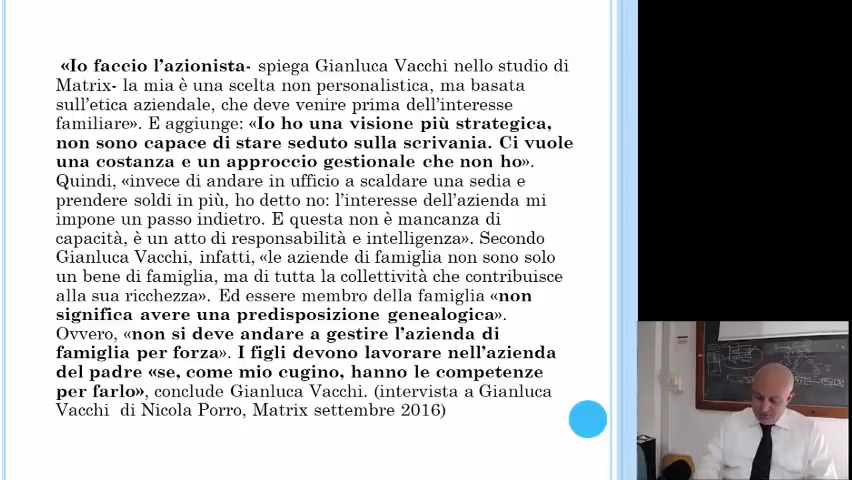 «Io faccio l'azionista- spiega Gianluca Vacchi nello studio di
Matrix- la mia è una scelta non personalistica, ma basata
sull'etica aziendale, che deve venire prima dell'interesse
familiare». E aggiunge: «Io ho una visione più strategica,
non sono capace di stare seduto sulla scrivania. Ci vuole
una costanza e un approccio gestionale che non ho».
Quindi, «invece di andare in ufficio a scaldare una sedia e
prendere soldi in più, ho detto no: l'interesse dell'azienda mi
impone un passo indietro. E questa non è mancanza di
capacità, è un atto di responsabilità e intelligenza». Secondo
Gianluca Vacchi, infatti, «le aziende di famiglia non sono solo
un bene di famiglia, ma di tutta la collettività che contribuisce
alla sua ricchezza». Ed essere membro della famiglia «non
significa avere una predisposizione genealogica».
Ovvero, «non si deve andare a gestire l'azienda di
famiglia per forza». I figli devono lavorare nell'azienda
del padre «se, come mio cugino, hanno le competenze
per farlo», conclude Gianluca Vacchi. (intervista a Gianluca
Vacchi di Nicola Porro, Matrix settembre 2016)